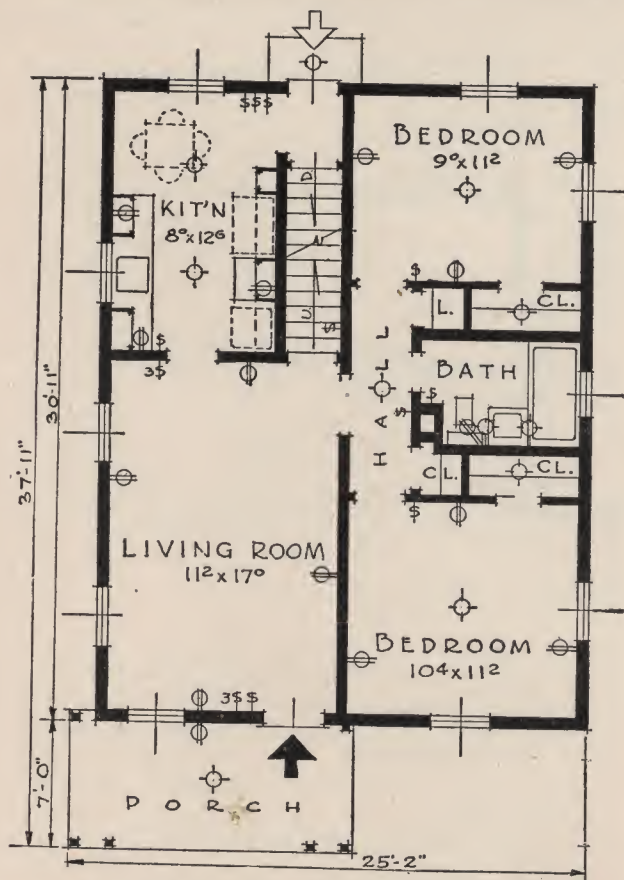 BEDROOM
9⁰x11²
KIT'N
8⁰x12⁶
D
U
L.
CL.
BATH
HALL
CL.
CL.
LIVING ROOM
11²x17⁰
BEDROOM
10⁴x11²
PORCH
$$$
$
$
$
3$
$
$
$
$
3$$
37'-11"
30'-11"
7'-0"
25'-2"